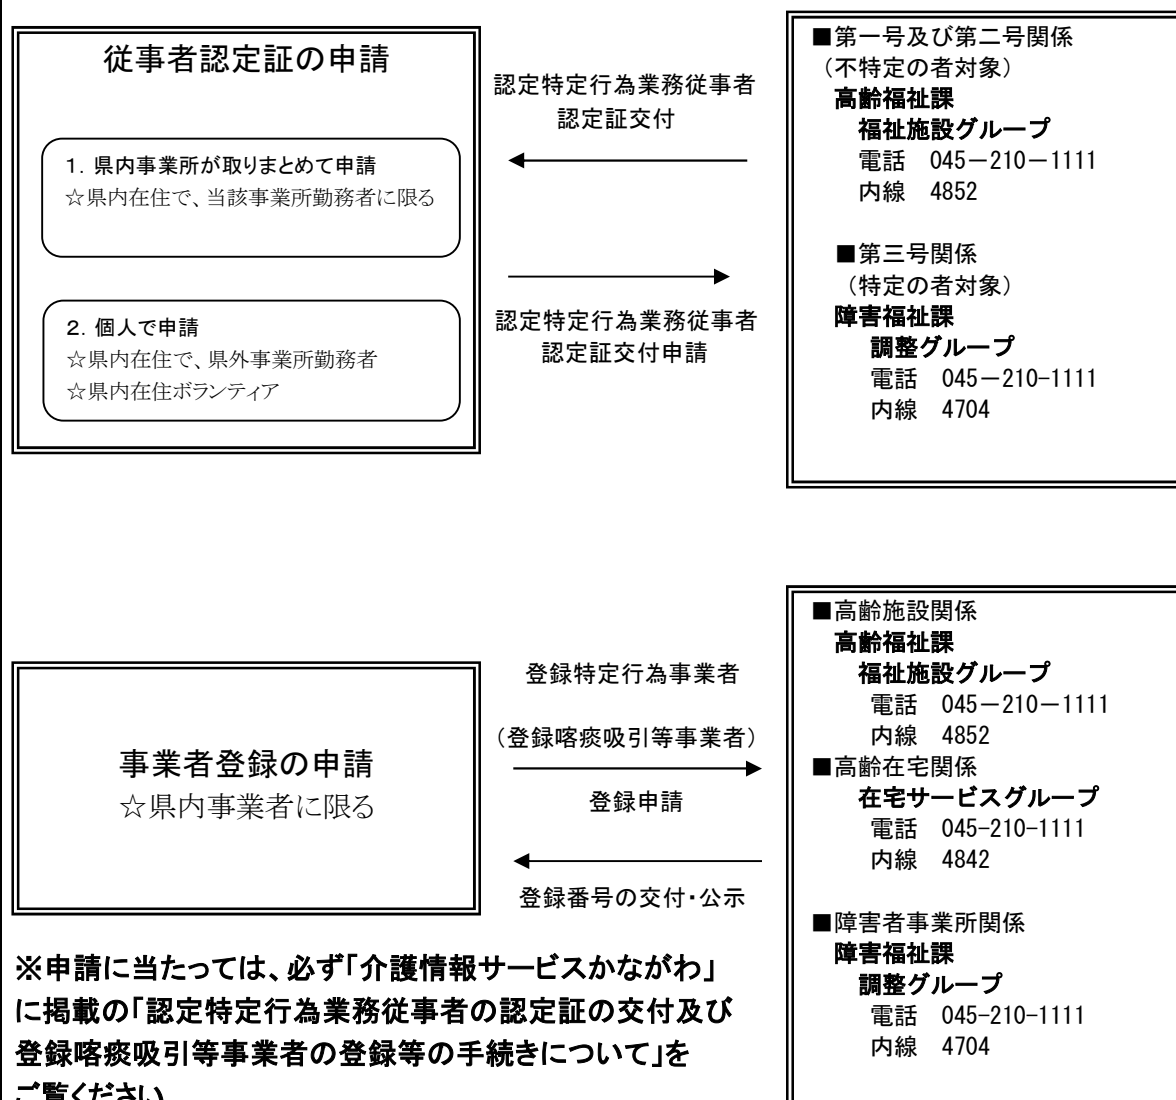 従事者認定証の申請
1．県内事業所が取りまとめて申請
☆県内在住で、当該事業所勤務者に限る
2．個人で申請
☆県内在住で、県外事業所勤務者
☆県内在住ボランティア
認定特定行為業務従事者
認定証交付
認定特定行為業務従事者
認定証交付申請
■第一号及び第二号関係
（不特定の者対象）
高齢福祉課
福祉施設グループ
電話　045－210－1111
内線　4852
■第三号関係
（特定の者対象）
障害福祉課
調整グループ
電話　045－210-1111
内線　4704
事業者登録の申請
☆県内事業者に限る
登録特定行為事業者
（登録喀痰吸引等事業者）
登録申請
登録番号の交付・公示
■高齢施設関係
高齢福祉課
福祉施設グループ
電話　045－210－1111
内線　4852
■高齢在宅関係
在宅サービスグループ
電話　045-210-1111
内線　4842
■障害者事業所関係
障害福祉課
調整グループ
電話　045-210-1111
内線　4704
※申請に当たっては、必ず「介護情報サービスかながわ」
に掲載の「認定特定行為業務従事者の認定証の交付及び
登録喀痰吸引等事業者の登録等の手続きについて」を
ご覧ください